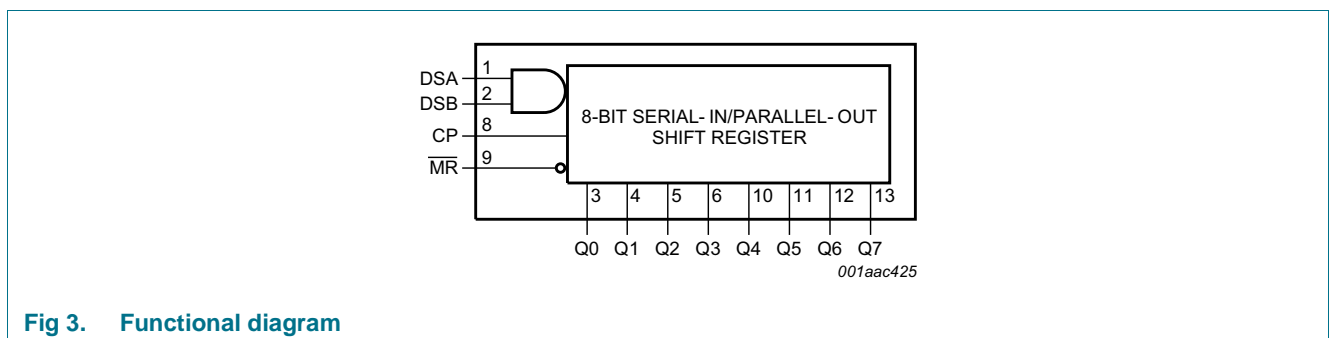 DSA 1
DSB 2
8-BIT SERIAL- IN/PARALLEL- OUT
SHIFT REGISTER
CP 8
M̅R̅ 9
3 4 5 6 10 11 12 13
Q0 Q1 Q2 Q3 Q4 Q5 Q6 Q7
001aac425
Fig 3. Functional diagram